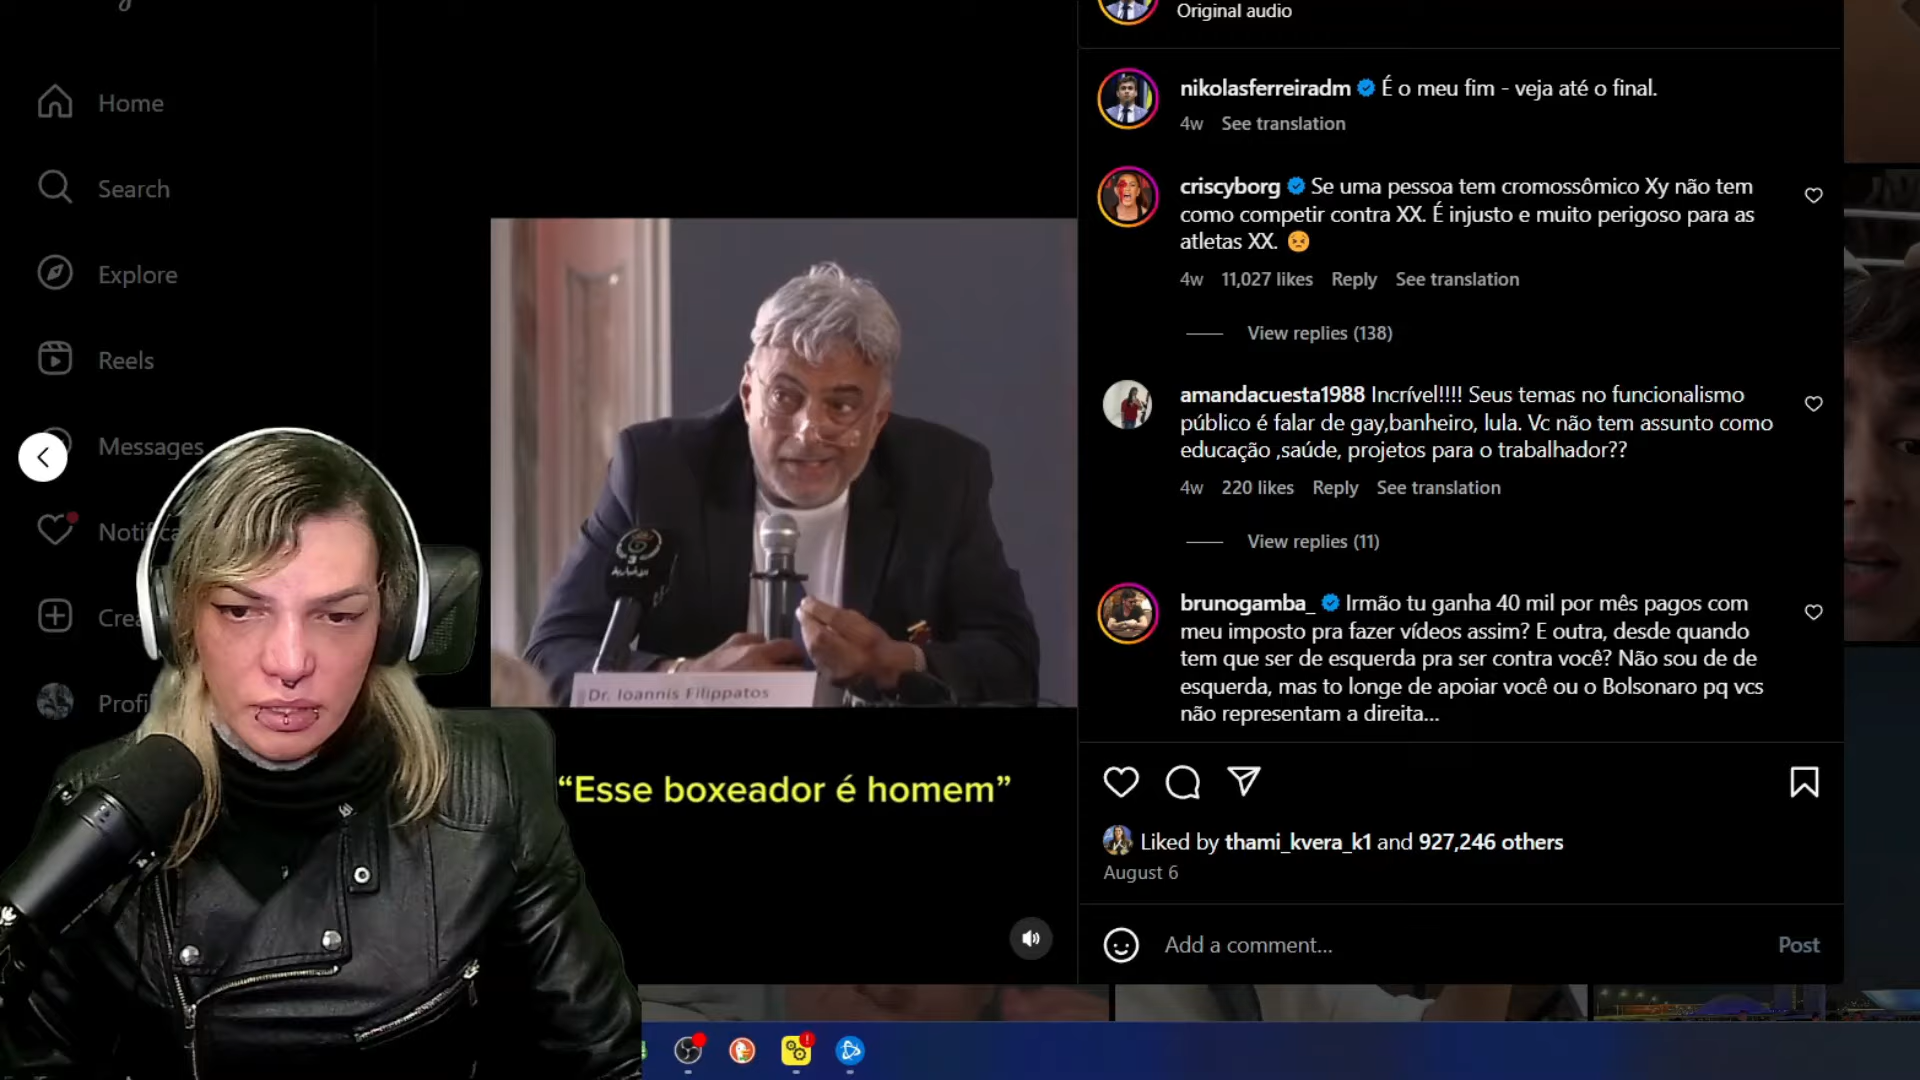 Original audio
Home
Search
Explore
Reels
Messages
Notifica
Crea
Profi
nikolasferreiradm É o meu fim - veja até o final.
4w See translation
criscyborg Se uma pessoa tem cromossômico Xy não tem
como competir contra XX. É injusto e muito perigoso para as
atletas XX. 😣
4w 11,027 likes Reply See translation
View replies (138)
amandacuesta1988 Incrível!!!! Seus temas no funcionalismo
público é falar de gay,banheiro, lula. Vc não tem assunto como
educação ,saúde, projetos para o trabalhador??
4w 220 likes Reply See translation
View replies (11)
brunogamba_ Irmão tu ganha 40 mil por mês pagos com
meu imposto pra fazer vídeos assim? E outra, desde quando
tem que ser de esquerda pra ser contra você? Não sou de de
esquerda, mas to longe de apoiar você ou o Bolsonaro pq vcs
não representam a direita...
Dr. Ioannis Filippatos
“Esse boxeador é homem”
Liked by thami_kvera_k1 and 927,246 others
August 6
Add a comment...
Post